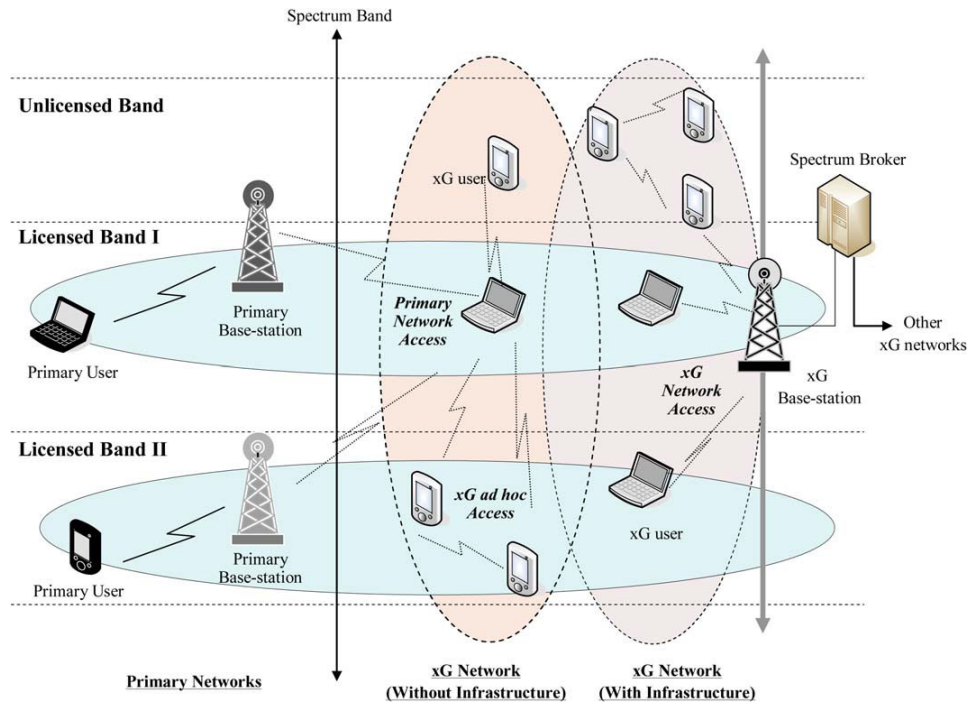 Spectrum Band
Unlicensed Band
xG user
Spectrum Broker
Licensed Band I
Primary
Base-station
Primary User
Primary
Network
Access
xG
Network
Access
xG
Base-station
Other
xG networks
Licensed Band II
Primary
Base-station
Primary User
xG ad hoc
Access
xG user
Primary Networks
xG Network
(Without Infrastructure)
xG Network
(With Infrastructure)